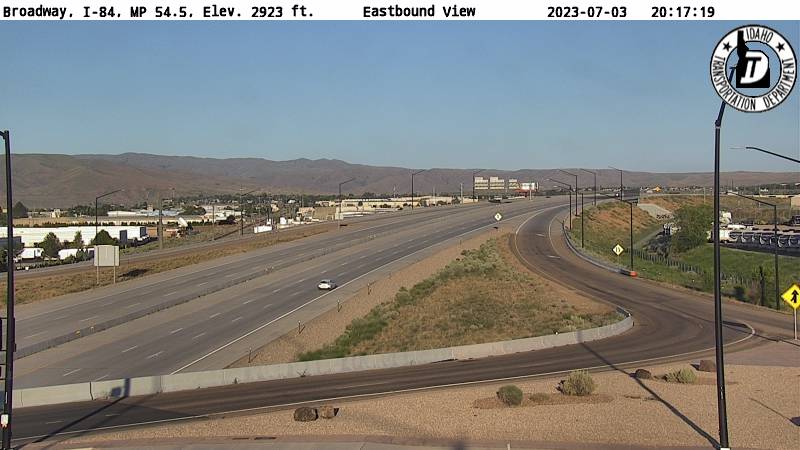 Broadway, I-84, MP 54.5, Elev. 2923 ft. Eastbound View 2023-07-03 20:17:19
IDAHO
TRANSPORTATION DEPARTMENT